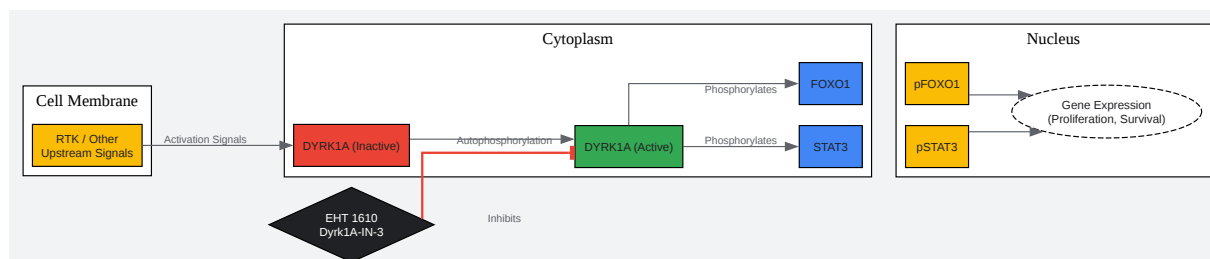 Cell Membrane
RTK / Other
Upstream Signals
Activation Signals
Cytoplasm
DYRK1A (Inactive)
Autophosphorylation
DYRK1A (Active)
Phosphorylates
FOXO1
Phosphorylates
STAT3
EHT 1610
Dyrk1A-IN-3
Inhibits
Nucleus
pFOXO1
pSTAT3
Gene Expression
(Proliferation, Survival)